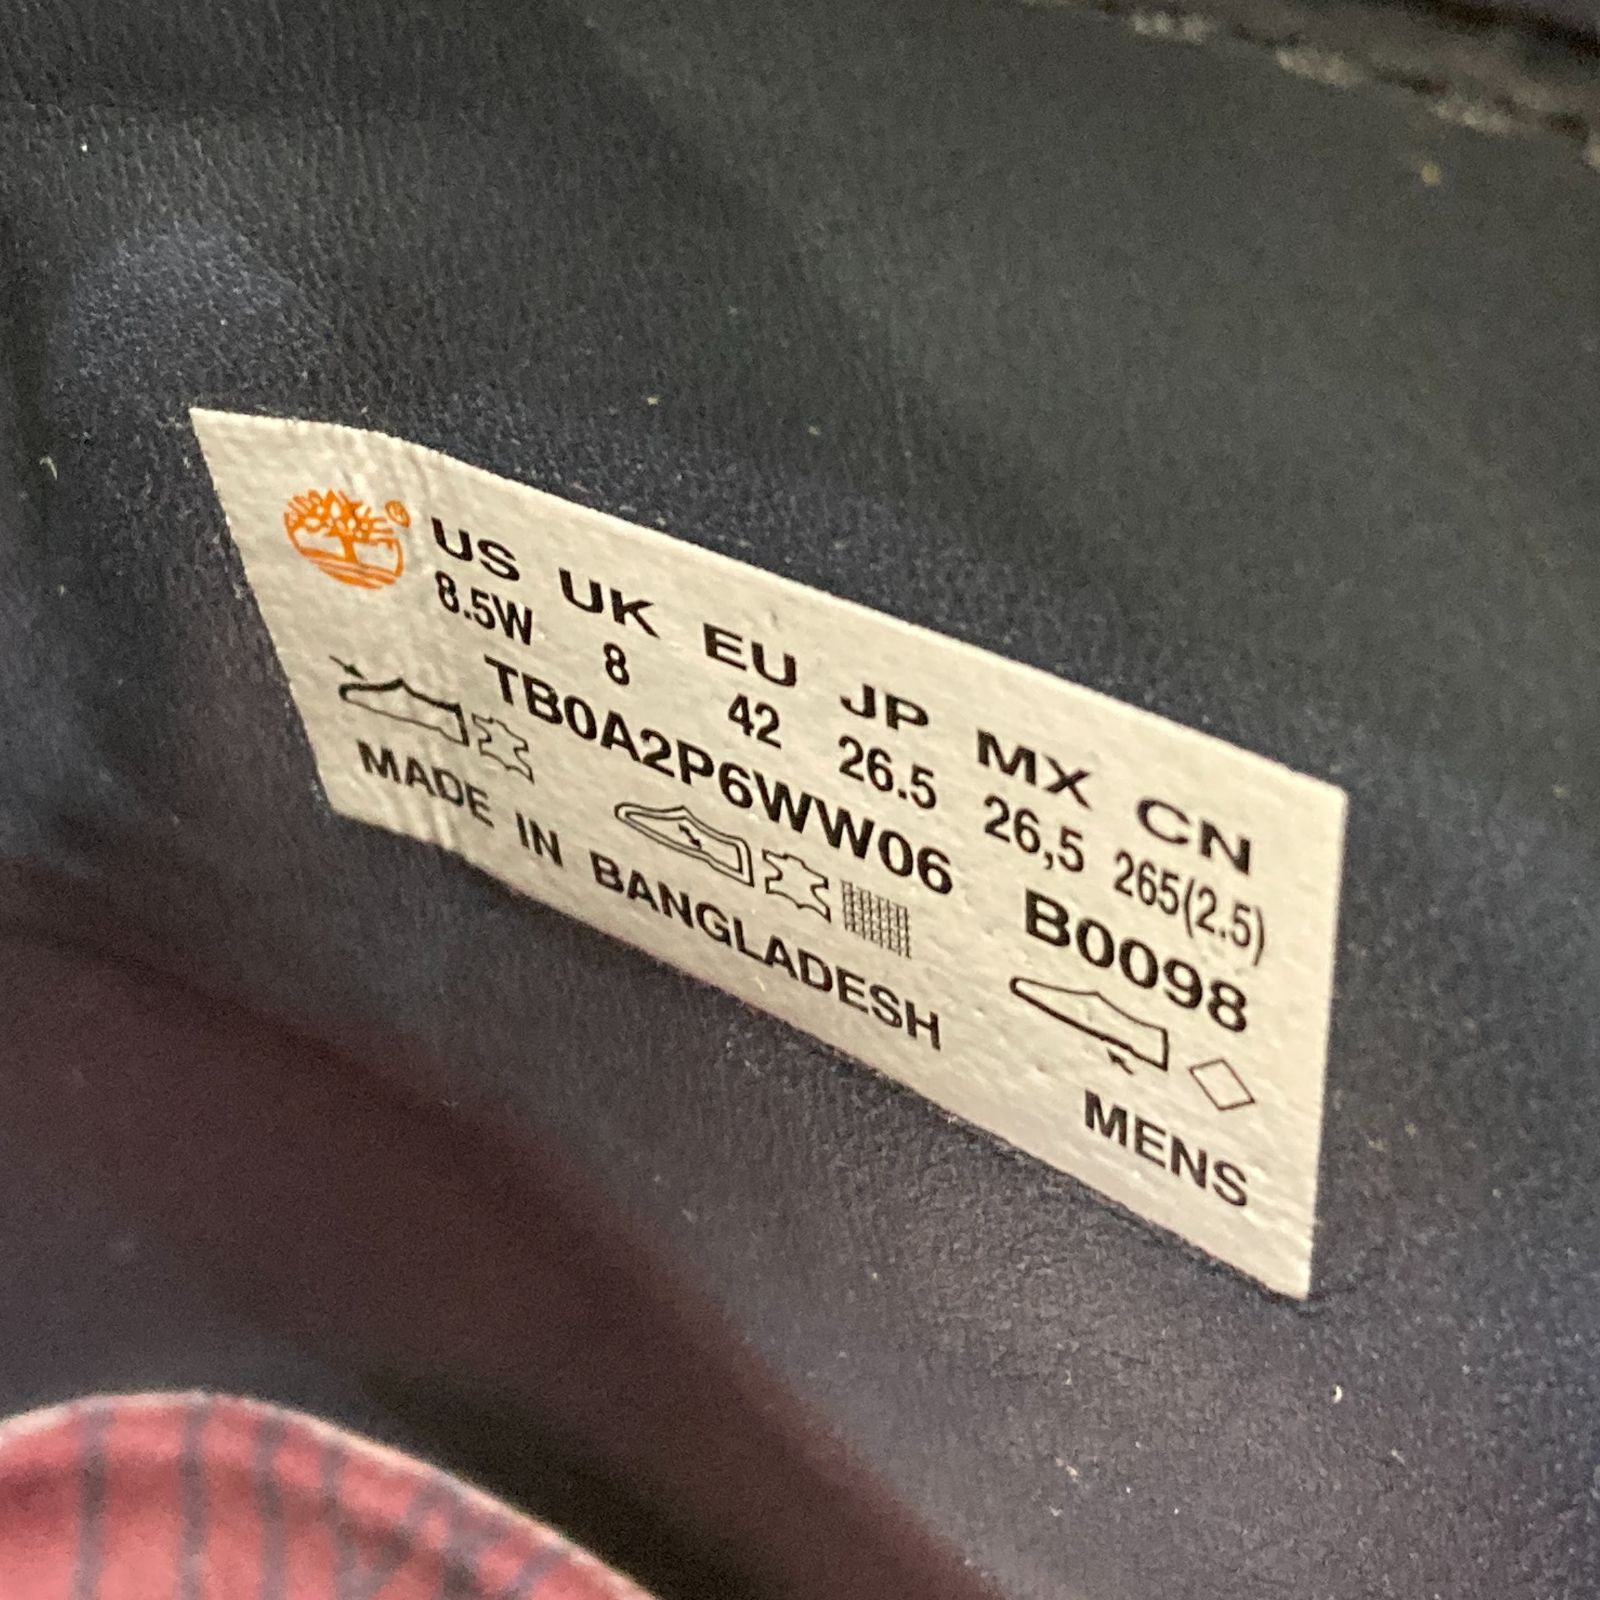 US UK EU JP MX CN
8.5W 8 42 26.5 26,5 265(2.5)
TB0A2P6WW06 B0098
MADE IN BANGLADESH MENS